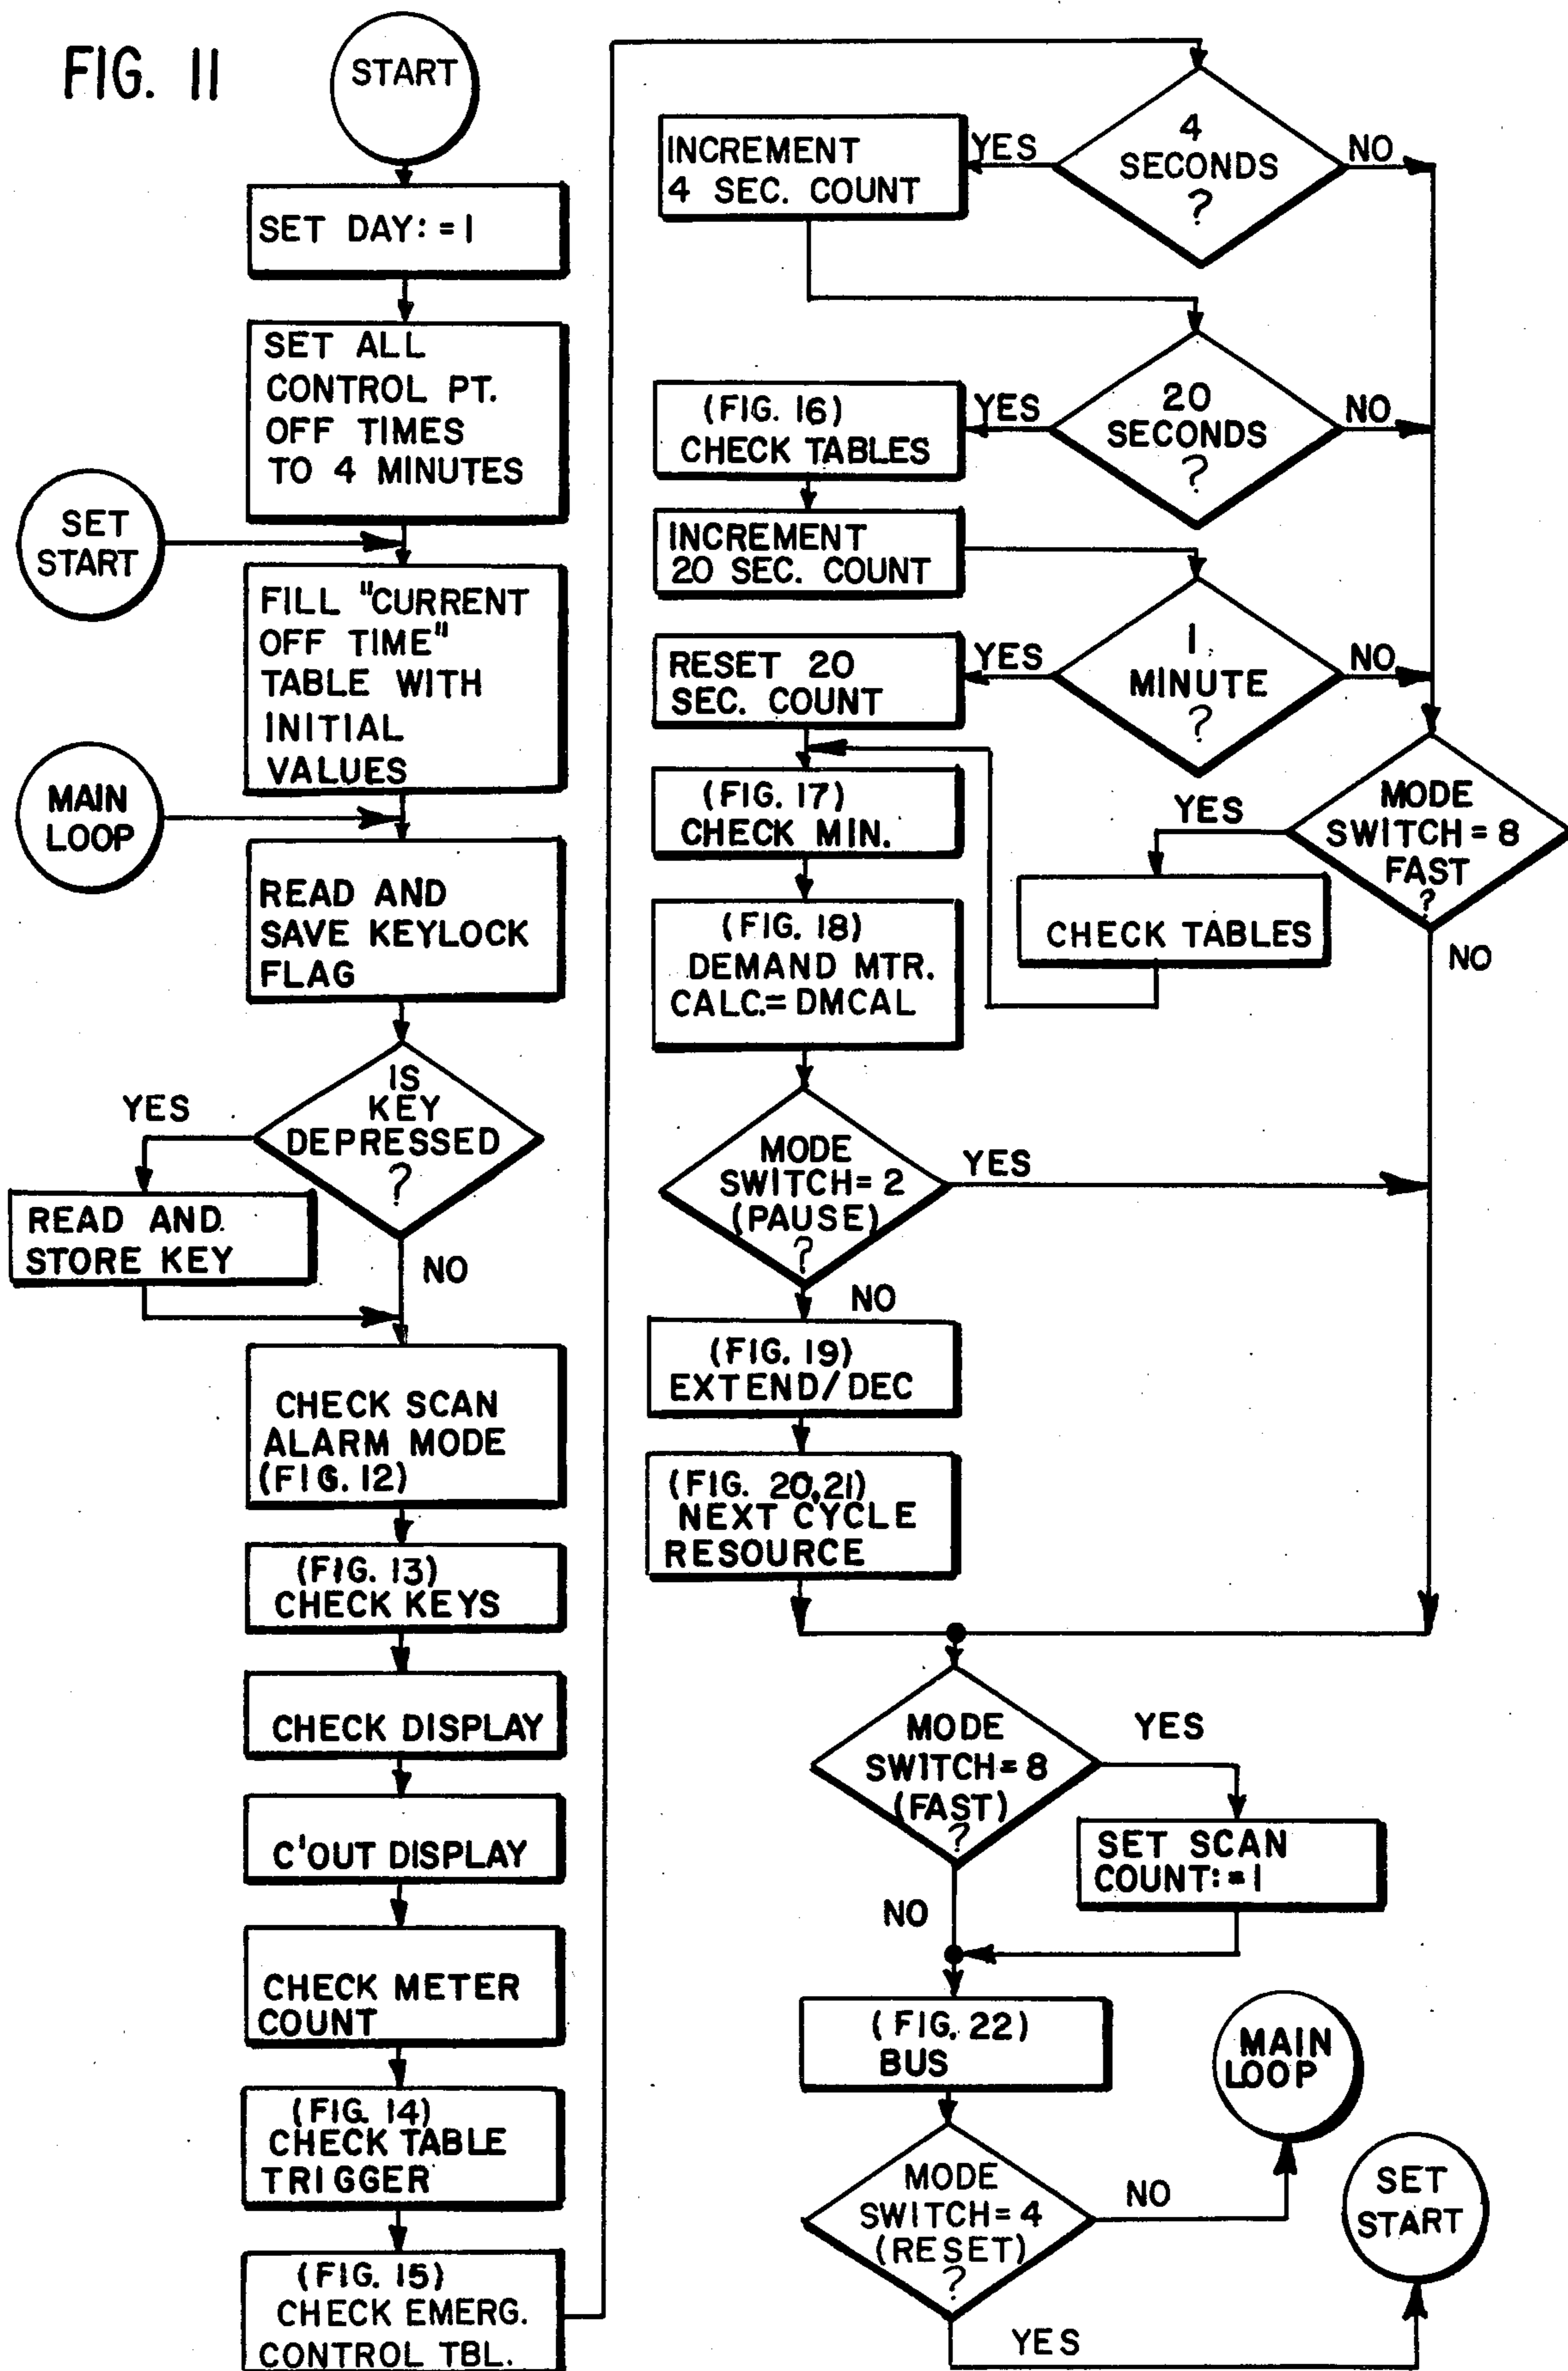 FIG. 11
START
SET DAY:=1
SET ALL
CONTROL PT.
OFF TIMES
TO 4 MINUTES
SET
START
FILL "CURRENT
OFF TIME"
TABLE WITH
INITIAL
VALUES
MAIN
LOOP
READ AND
SAVE KEYLOCK
FLAG
IS
KEY
DEPRESSED
?
YES
READ AND
STORE KEY
NO
CHECK SCAN
ALARM MODE
(FIG. 12)
(FIG. 13)
CHECK KEYS
CHECK DISPLAY
C'OUT DISPLAY
CHECK METER
COUNT
(FIG. 14)
CHECK TABLE
TRIGGER
(FIG. 15)
CHECK EMERG.
CONTROL TBL.
4
SECONDS
?
YES
NO
INCREMENT
4 SEC. COUNT
20
SECONDS
?
YES
NO
(FIG. 16)
CHECK TABLES
INCREMENT
20 SEC. COUNT
1
MINUTE
?
YES
NO
RESET 20
SEC. COUNT
MODE
SWITCH=8
FAST
?
YES
NO
CHECK TABLES
(FIG. 17)
CHECK MIN.
(FIG. 18)
DEMAND MTR.
CALC.=DMCAL
MODE
SWITCH=2
(PAUSE)
?
YES
NO
(FIG. 19)
EXTEND/DEC
(FIG. 20,21)
NEXT CYCLE
RESOURCE
MODE
SWITCH=8
(FAST)
?
YES
SET SCAN
COUNT:=1
NO
(FIG. 22)
BUS
MODE
SWITCH=4
(RESET)
?
NO
MAIN
LOOP
YES
SET
START